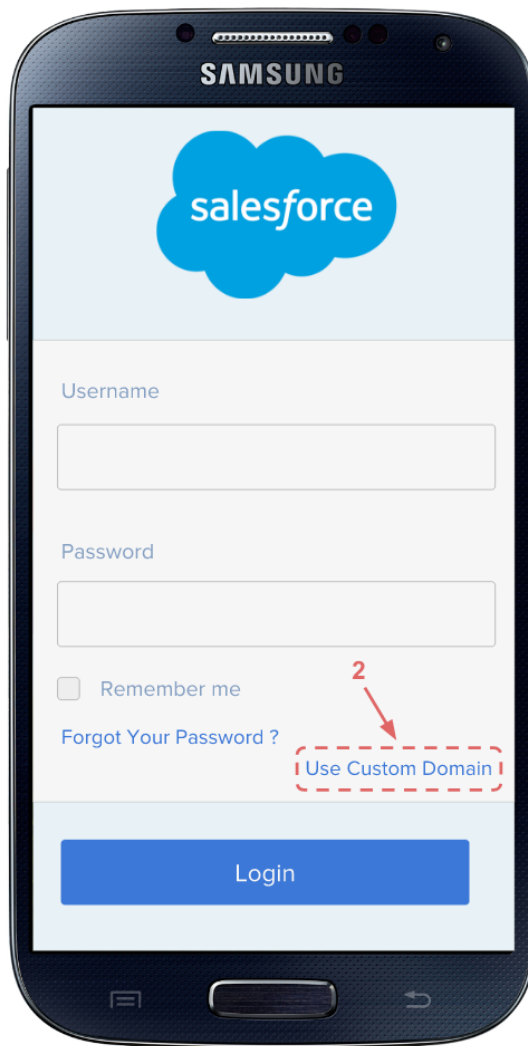 SAMSUNG
salesforce
Username
Password
Remember me
2
Forgot Your Password ?
Use Custom Domain
Login